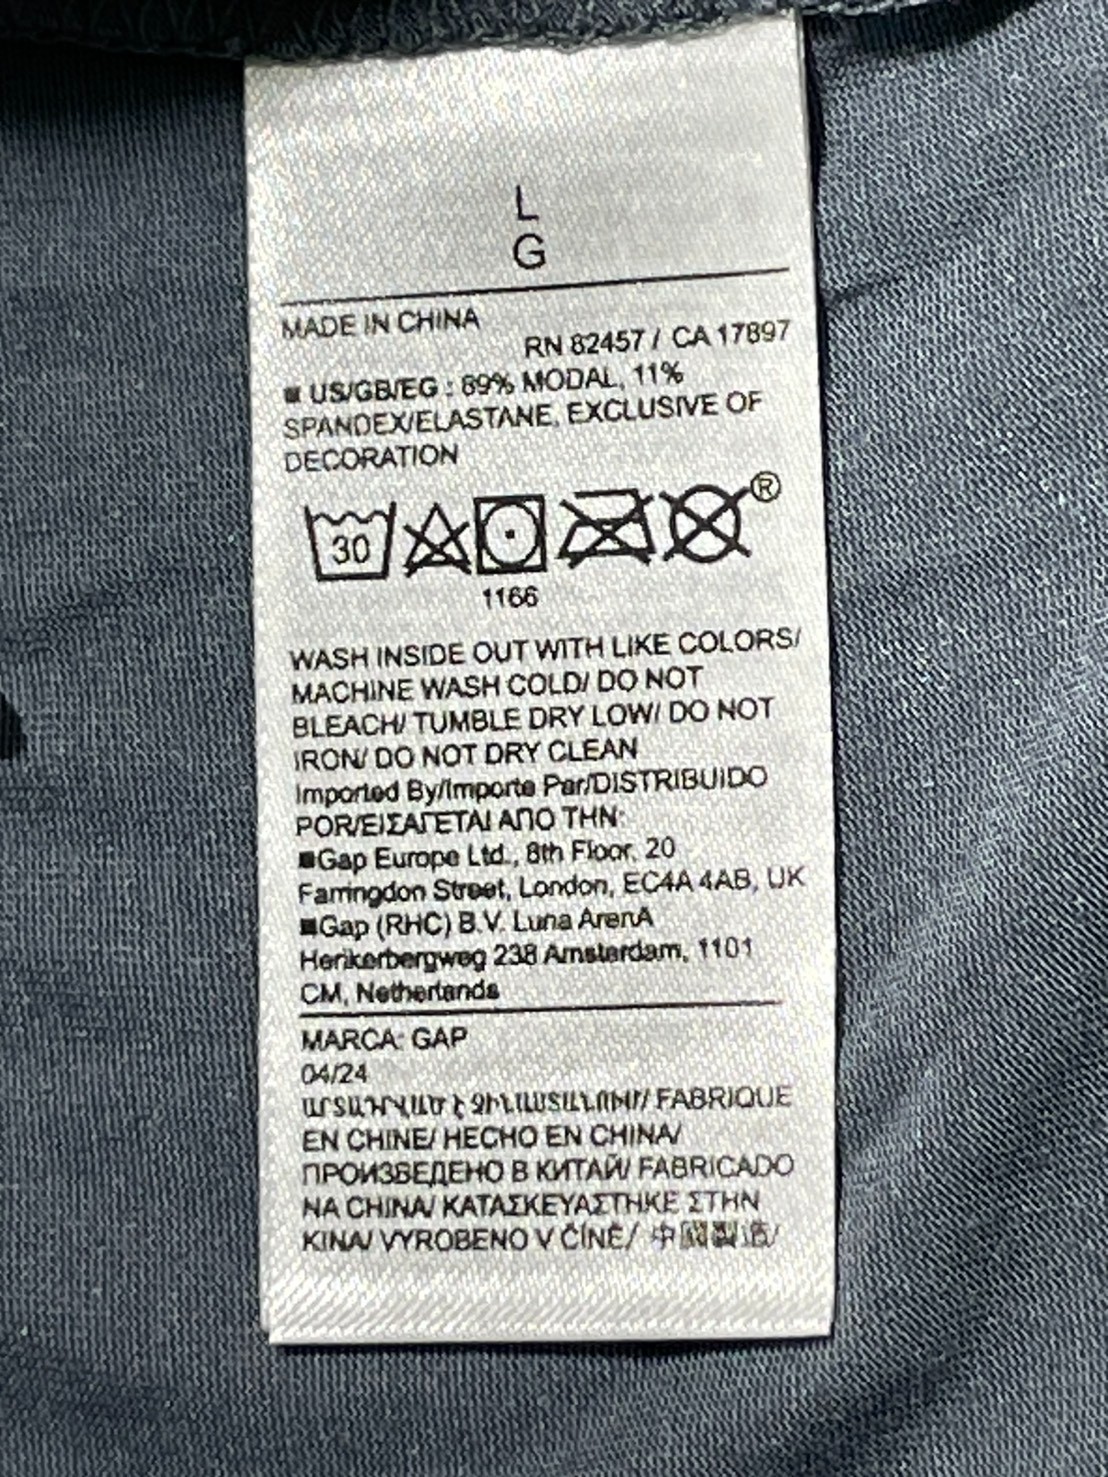 L
G
MADE IN CHINA
RN 82457 / CA 17897
■ US/GB/EG : 89% MODAL, 11%
SPANDEX/ELASTANE, EXCLUSIVE OF
DECORATION
30
®
1166
WASH INSIDE OUT WITH LIKE COLORS/
MACHINE WASH COLD/ DO NOT
BLEACH/ TUMBLE DRY LOW/ DO NOT
IRON/ DO NOT DRY CLEAN
Imported By/Importe Par/DISTRIBUIDO
POR/ΕΙΣΑΓΕΤΑΙ ΑΠΟ ΤΗΝ:
■Gap Europe Ltd., 8th Floor, 20
Farringdon Street, London, EC4A 4AB, UK
■Gap (RHC) B.V. Luna ArenA
Herikerbergweg 238 Amsterdam, 1101
CM, Netherlands
MARCA: GAP
04/24
FABRIQUE
EN CHINE/ HECHO EN CHINA/
ПРОИЗВЕДЕНО В КИТАЙ/ FABRICADO
NA CHINA/ ΚΑΤΑΣΚΕΥΑΣΤΗΚΕ ΣΤΗΝ
ΚΙΝΑ/ VYROBENO V ČÍNĚ/ 中國製造/